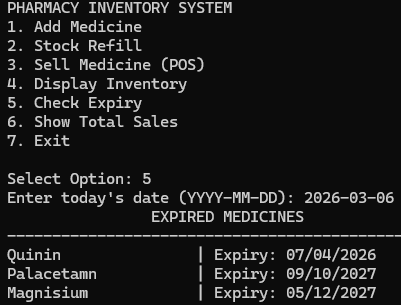 PHARMACY INVENTORY SYSTEM
1. Add Medicine
2. Stock Refill
3. Sell Medicine (POS)
4. Display Inventory
5. Check Expiry
6. Show Total Sales
7. Exit
Select Option: 5
Enter today's date (YYYY-MM-DD): 2026-03-06
EXPIRED MEDICINES
--------------------------------------------
Quinin | Expiry: 07/04/2026
Palacetamn | Expiry: 09/10/2027
Magnisium | Expiry: 05/12/2027